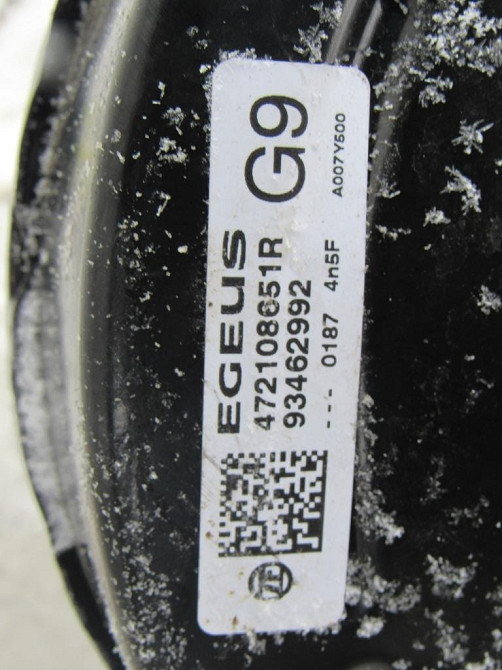 G9
A007Y500
EGEUS
472108651R
93462992
--- 0187 4n5F